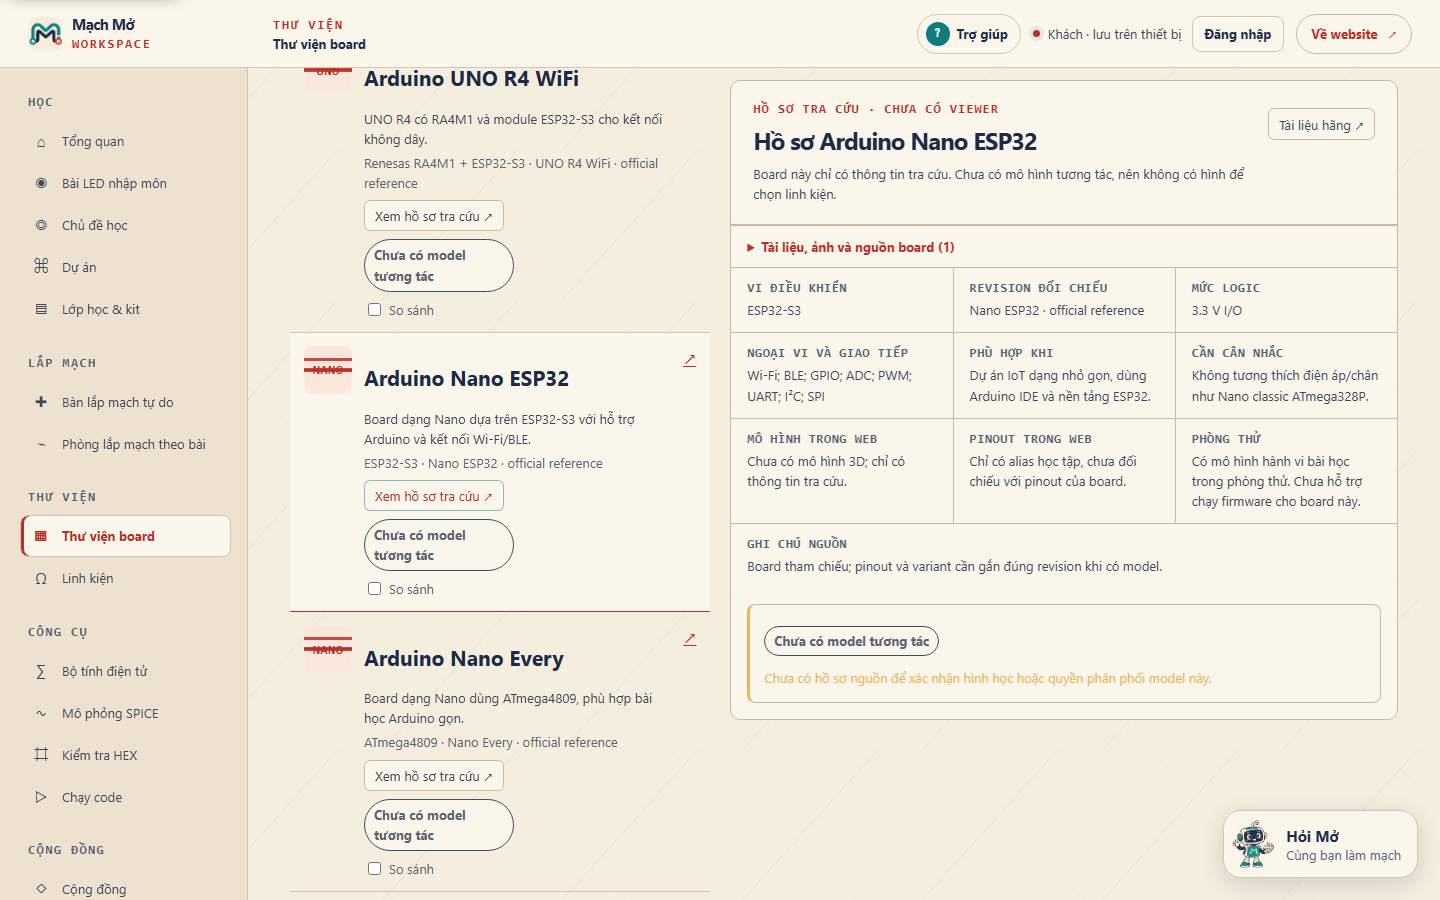 Mạch Mở
WORKSPACE
THƯ VIỆN
Thư viện board
? Trợ giúp
Khách · lưu trên thiết bị
Đăng nhập
Về website ↗
HỌC
Tổng quan
Bài LED nhập môn
Chủ đề học
Dự án
Lớp học & kit
LẮP MẠCH
Bàn lắp mạch tự do
Phòng lắp mạch theo bài
THƯ VIỆN
Thư viện board
Linh kiện
CÔNG CỤ
Bộ tính điện tử
Mô phỏng SPICE
Kiểm tra HEX
Chạy code
CỘNG ĐỒNG
Cộng đồng
UNO
Arduino UNO R4 WiFi
UNO R4 có RA4M1 và module ESP32-S3 cho kết nối
không dây.
Renesas RA4M1 + ESP32-S3 · UNO R4 WiFi · official
reference
Xem hồ sơ tra cứu ↗
Chưa có model
tương tác
So sánh
NANO
↗
Arduino Nano ESP32
Board dạng Nano dựa trên ESP32-S3 với hỗ trợ
Arduino và kết nối Wi-Fi/BLE.
ESP32-S3 · Nano ESP32 · official reference
Xem hồ sơ tra cứu ↗
Chưa có model
tương tác
So sánh
NANO
↗
Arduino Nano Every
Board dạng Nano dùng ATmega4809, phù hợp bài
học Arduino gọn.
ATmega4809 · Nano Every · official reference
Xem hồ sơ tra cứu ↗
Chưa có model
tương tác
So sánh
HỒ SƠ TRA CỨU · CHƯA CÓ VIEWER
Hồ sơ Arduino Nano ESP32
Board này chỉ có thông tin tra cứu. Chưa có mô hình tương tác, nên không có hình để
chọn linh kiện.
Tài liệu hãng ↗
▶ Tài liệu, ảnh và nguồn board (1)
VI ĐIỀU KHIỂN
ESP32-S3
REVISION ĐỐI CHIẾU
Nano ESP32 · official reference
MỨC LOGIC
3.3 V I/O
NGOẠI VI VÀ GIAO TIẾP
Wi-Fi; BLE; GPIO; ADC; PWM;
UART; I²C; SPI
PHÙ HỢP KHI
Dự án IoT dạng nhỏ gọn, dùng
Arduino IDE và nền tảng ESP32.
CẦN CÂN NHẮC
Không tương thích điện áp/chân
như Nano classic ATmega328P.
MÔ HÌNH TRONG WEB
Chưa có mô hình 3D; chỉ có
thông tin tra cứu.
PINOUT TRONG WEB
Chỉ có alias học tập, chưa đối
chiếu với pinout của board.
PHÒNG THỬ
Có mô hình hành vi bài học
trong phòng thử. Chưa hỗ trợ
chạy firmware cho board này.
GHI CHÚ NGUỒN
Board tham chiếu; pinout và variant cần gắn đúng revision khi có model.
Chưa có model tương tác
Chưa có hồ sơ nguồn để xác nhận hình học hoặc quyền phân phối model này.
Hỏi Mở
Cùng bạn làm mạch